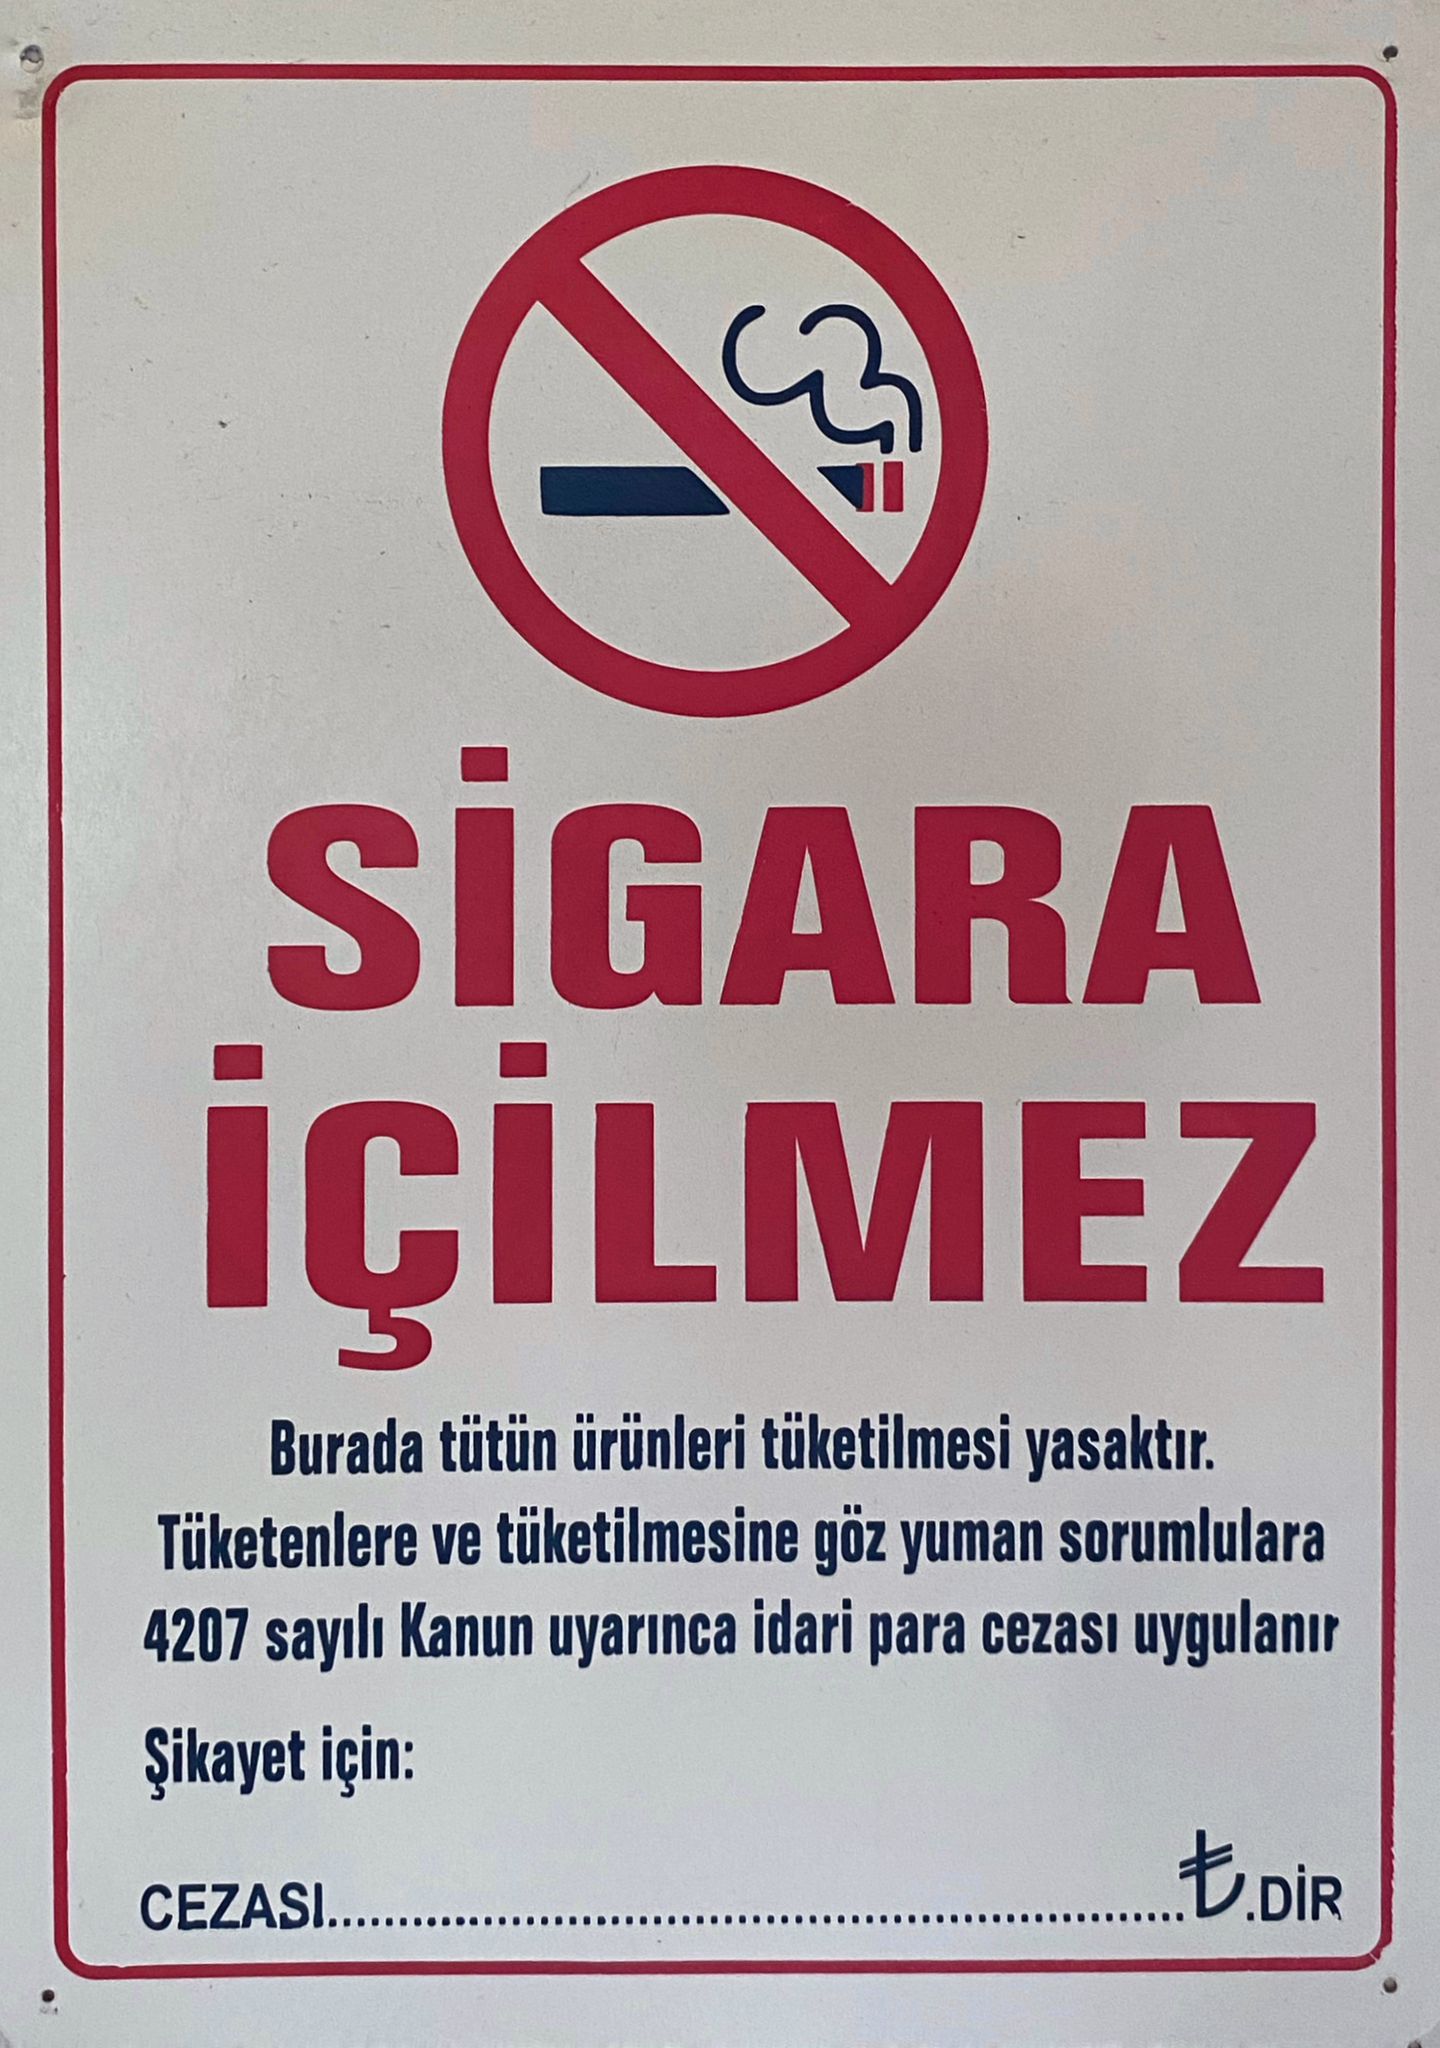 SİGARA
İÇİLMEZ
Burada tütün ürünleri tüketilmesi yasaktır.
Tüketenlere ve tüketilmesine göz yuman sorumlulara
4207 sayılı Kanun uyarınca idari para cezası uygulanır
Şikayet için:
CEZASI..............................................................₺.DİR